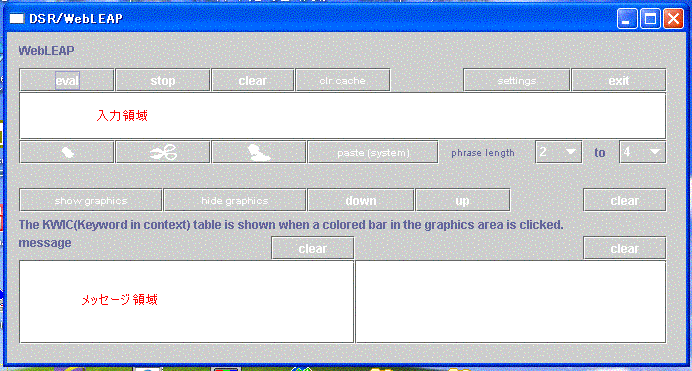 DSR/WebLEAP
WebLEAP
eval stop clear clr cache settings exit
入力領域
paste (system) phrase length 2 to 4
show graphics hide graphics down up clear
The KWIC(Keyword in context) table is shown when a colored bar in the graphics area is clicked.
message clear clear
メッセージ領域